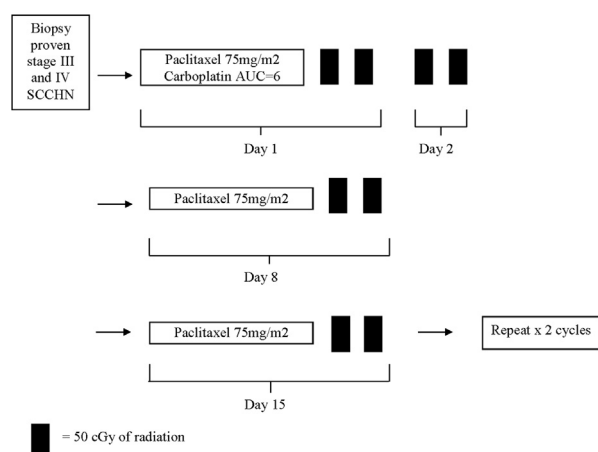 Biopsy
proven
stage III
and IV
SCCHN
Paclitaxel 75mg/m2
Carboplatin AUC=6
Day 1
Day 2
Paclitaxel 75mg/m2
Day 8
Paclitaxel 75mg/m2
Repeat x 2 cycles
Day 15
= 50 cGy of radiation